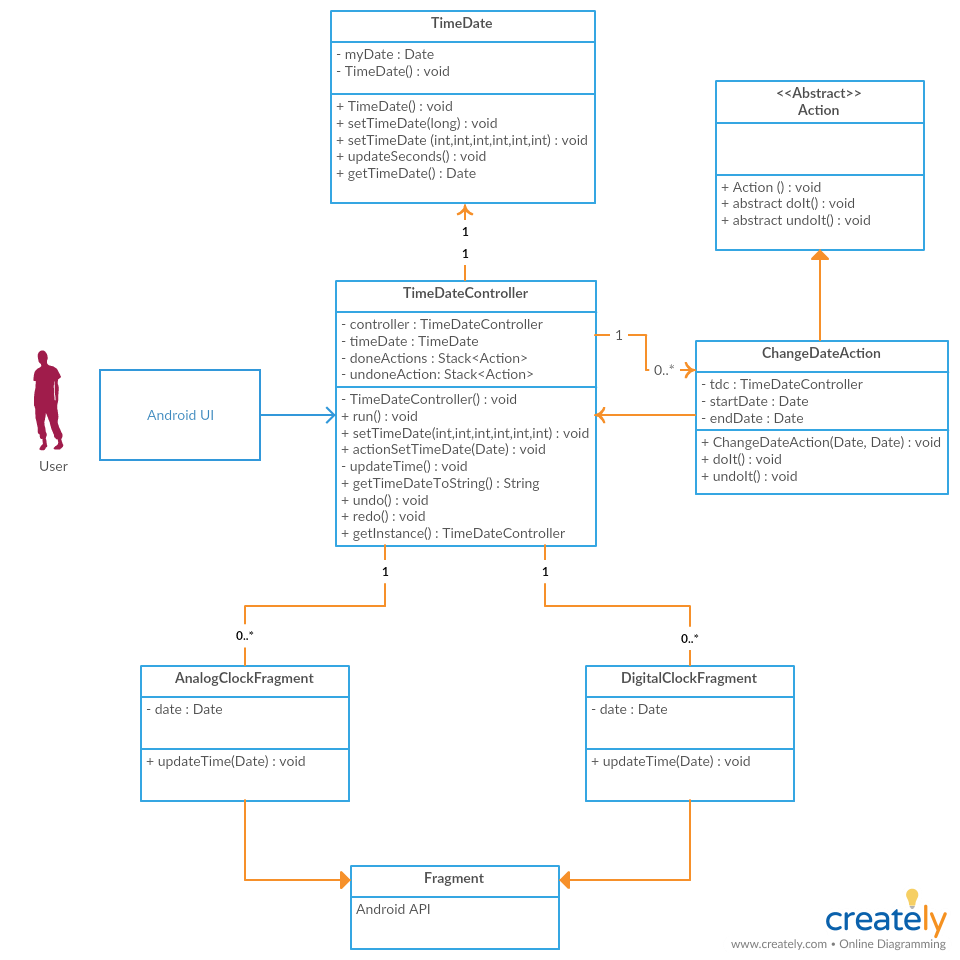 TimeDate
- myDate : Date
- TimeDate() : void
+ TimeDate() : void
+ setTimeDate(long) : void
+ setTimeDate (int,int,int,int,int,int) : void
+ updateSeconds() : void
+ getTimeDate() : Date
<<Abstract>>
Action
+ Action () : void
+ abstract doIt() : void
+ abstract undoIt() : void
1
1
TimeDateController
- controller : TimeDateController
- timeDate : TimeDate
- doneActions : Stack<Action>
- undoneAction: Stack<Action>
- TimeDateController() : void
+ run() : void
+ setTimeDate(int,int,int,int,int,int) : void
+ actionSetTimeDate(Date) : void
- updateTime() : void
+ getTimeDateToString() : String
+ undo() : void
+ redo() : void
+ getInstance() : TimeDateController
1
0..*
ChangeDateAction
- tdc : TimeDateController
- startDate : Date
- endDate : Date
+ ChangeDateAction(Date, Date) : void
+ doIt() : void
+ undoIt() : void
User
Android UI
1
1
0..*
0..*
AnalogClockFragment
- date : Date
+ updateTime(Date) : void
DigitalClockFragment
- date : Date
+ updateTime(Date) : void
Fragment
Android API
creately
www.creately.com • Online Diagramming